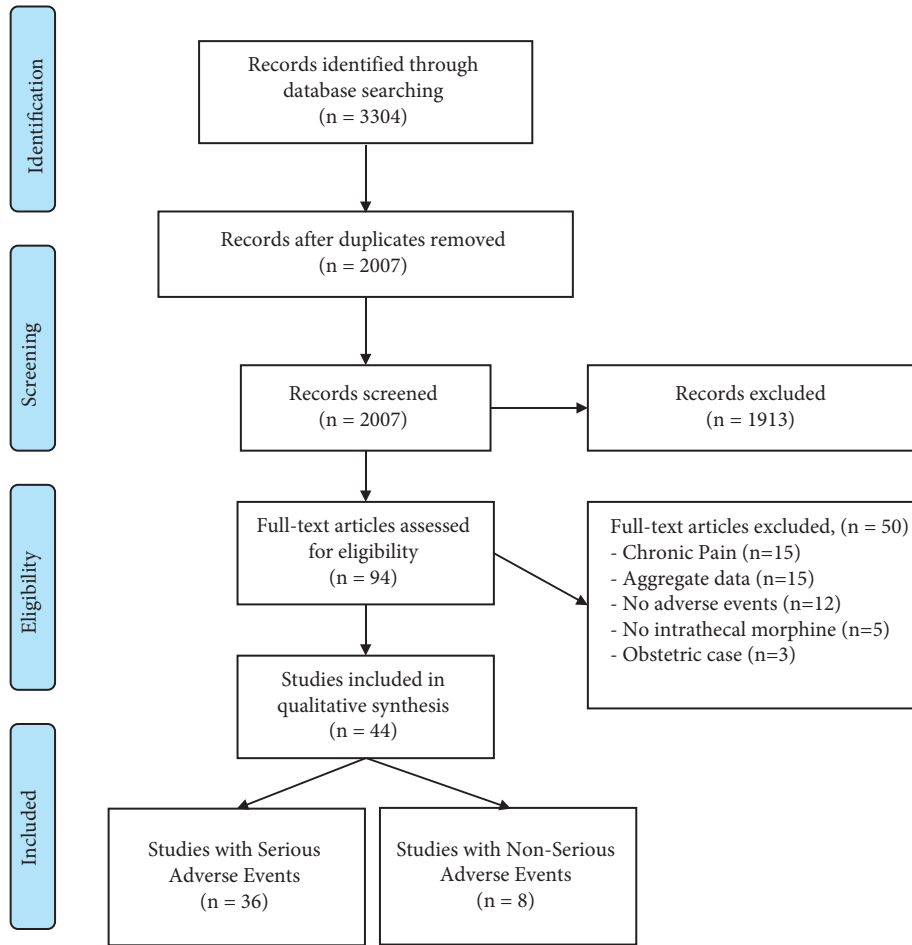 Identification
Records identified through
database searching
(n = 3304)
Records after duplicates removed
(n = 2007)
Screening
Records screened
(n = 2007)
Records excluded
(n = 1913)
Eligibility
Full-text articles assessed
for eligibility
(n = 94)
Full-text articles excluded, (n = 50)
- Chronic Pain (n=15)
- Aggregate data (n=15)
- No adverse events (n=12)
- No intrathecal morphine (n=5)
- Obstetric case (n=3)
Studies included in
qualitative synthesis
(n = 44)
Included
Studies with Serious
Adverse Events
(n = 36)
Studies with Non-Serious
Adverse Events
(n = 8)